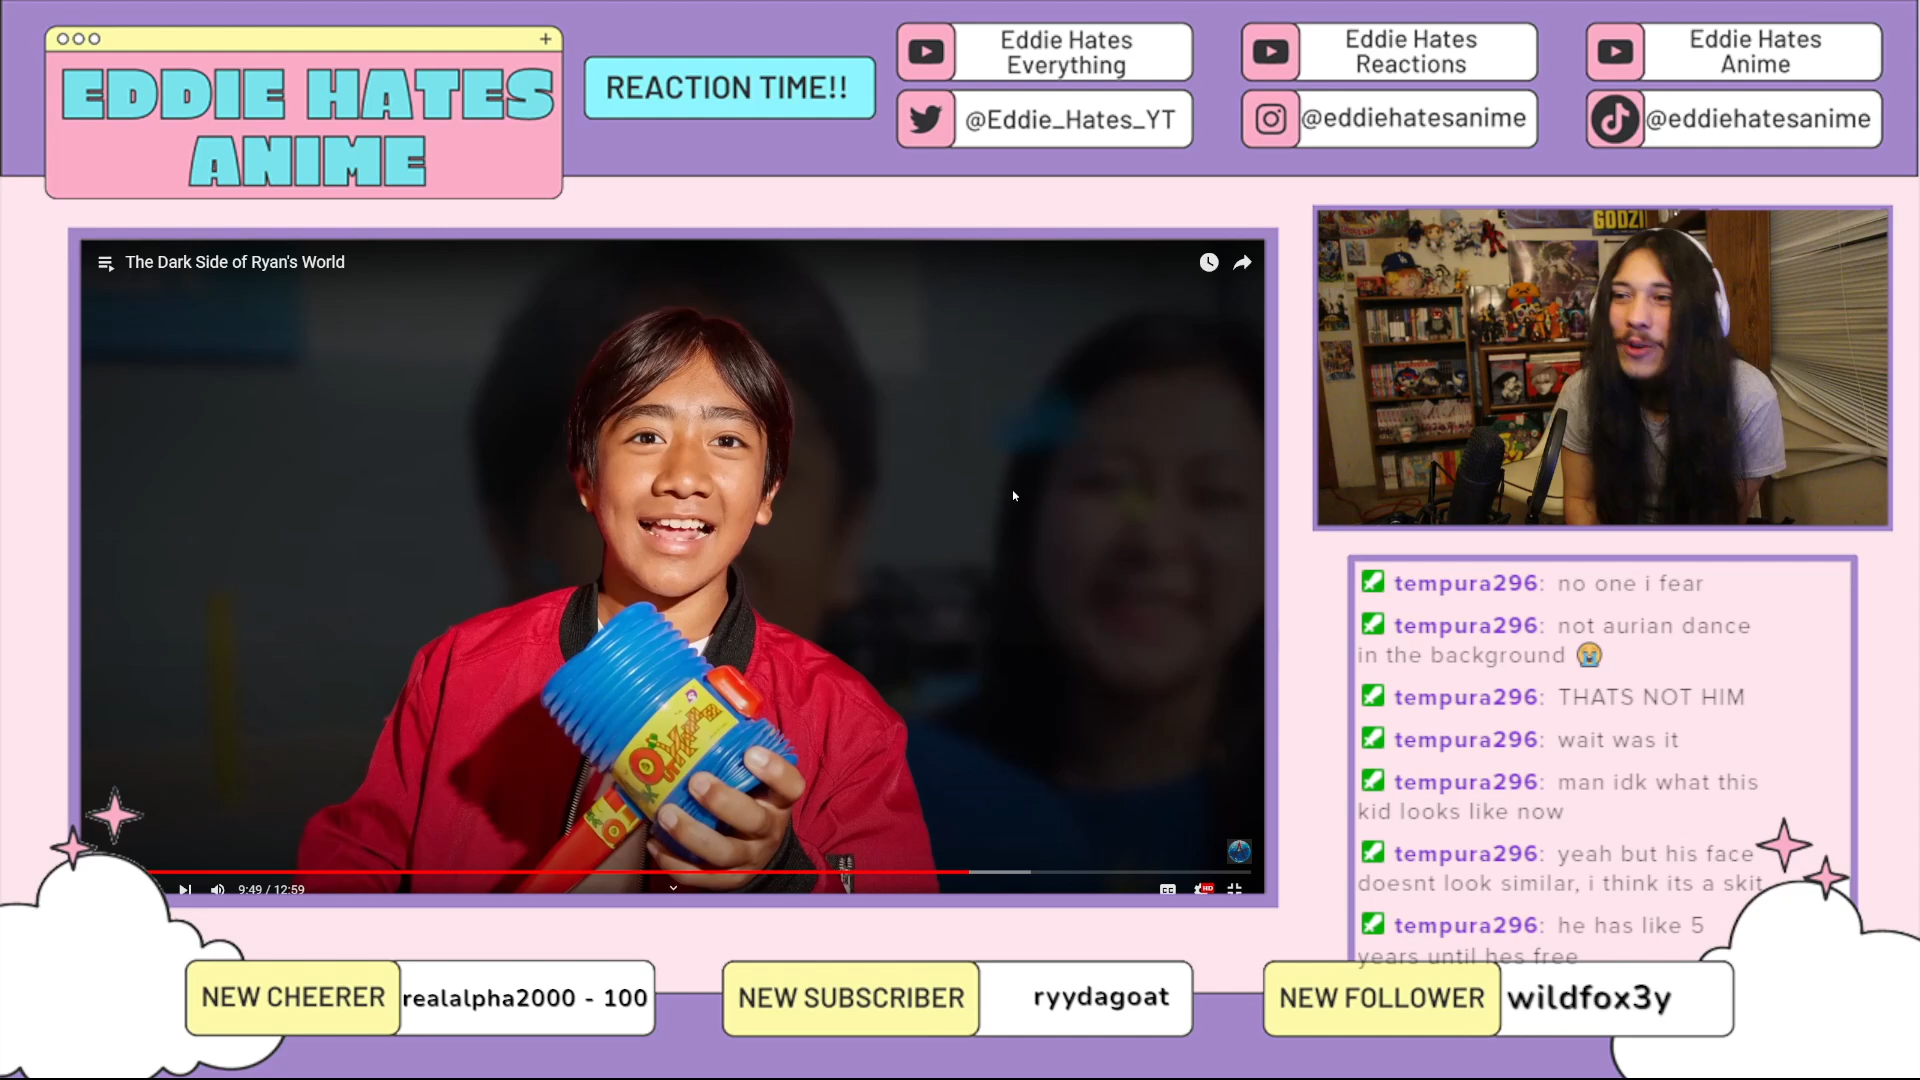 EDDIE HATES
ANIME
REACTION TIME!!
Eddie Hates
Everything
Eddie Hates
Reactions
Eddie Hates
Anime
@Eddie_Hates_YT
@eddiehatesanime
@eddiehatesanime
The Dark Side of Ryan's World
GODZI
tempura296: no one i fear
tempura296: not aurian dance
in the background 😭
tempura296: THATS NOT HIM
tempura296: wait was it
tempura296: man idk what this
kid looks like now
tempura296: yeah but his face
doesnt look similar, i think its a skit
tempura296: he has like 5
years until hes free
9:49 / 12:59
CC
HD
NEW CHEERER
realalpha2000 - 100
NEW SUBSCRIBER
ryydagoat
NEW FOLLOWER
wildfox3y